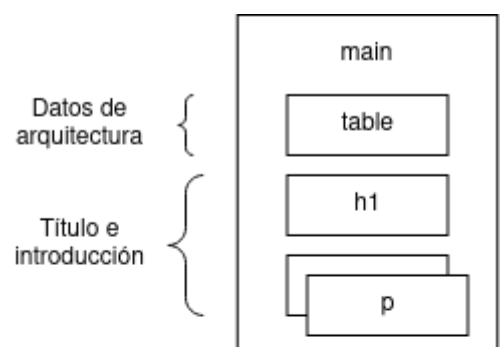 main
Datos de
arquitectura
table
h1
Título e
introducción
p